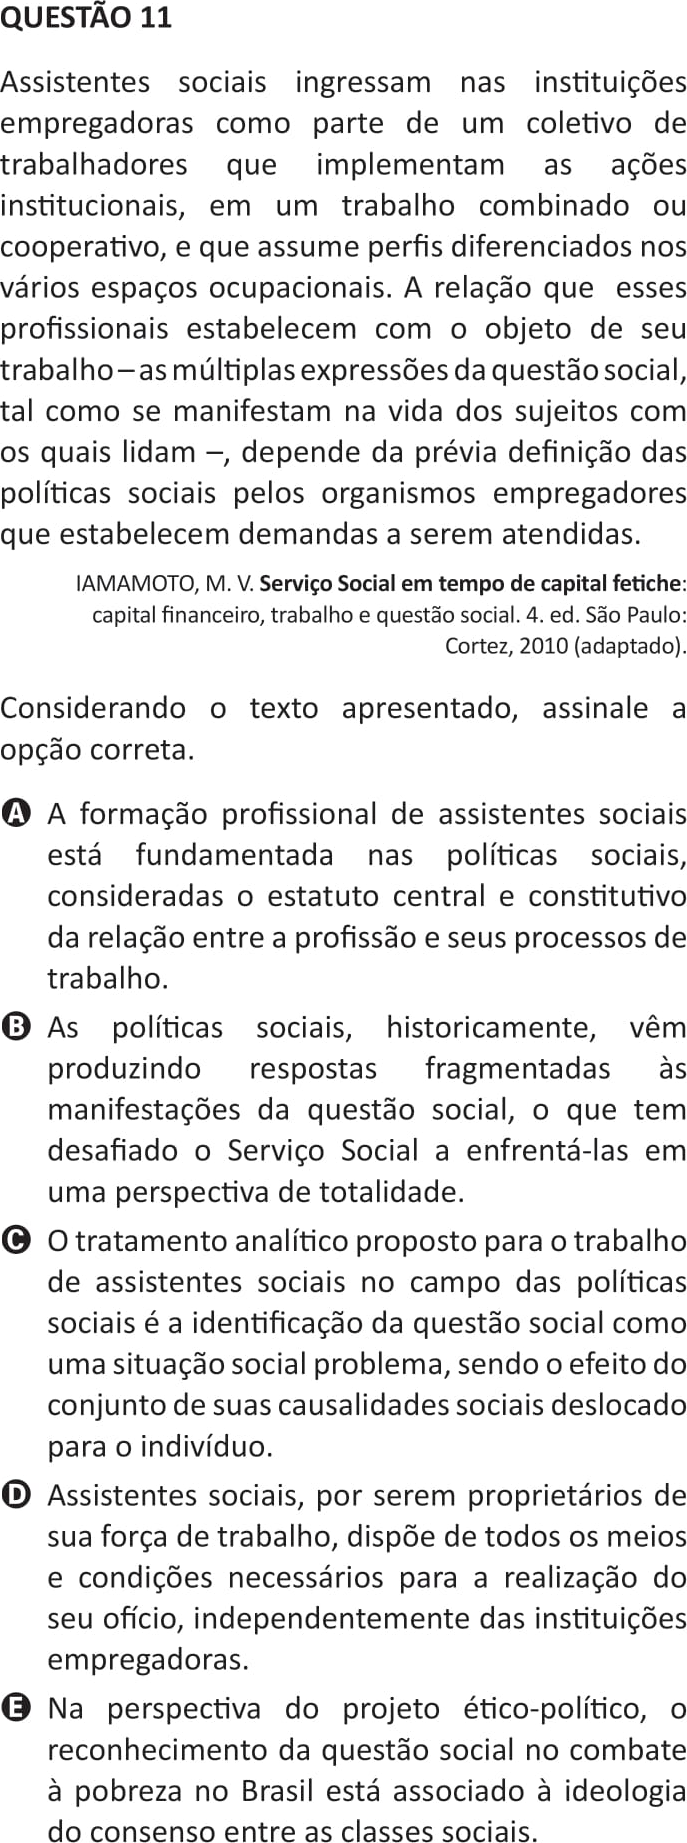 QUESTÃO 11
Assistentes sociais ingressam nas instituições
empregadoras como parte de um coletivo de
trabalhadores que implementam as ações
institucionais, em um trabalho combinado ou
cooperativo, e que assume perfis diferenciados nos
vários espaços ocupacionais. A relação que esses
profissionais estabelecem com o objeto de seu
trabalho – as múltiplas expressões da questão social,
tal como se manifestam na vida dos sujeitos com
os quais lidam –, depende da prévia definição das
políticas sociais pelos organismos empregadores
que estabelecem demandas a serem atendidas.
IAMAMOTO, M. V. Serviço Social em tempo de capital fetiche:
capital financeiro, trabalho e questão social. 4. ed. São Paulo:
Cortez, 2010 (adaptado).
Considerando o texto apresentado, assinale a
opção correta.
A A formação profissional de assistentes sociais
está fundamentada nas políticas sociais,
consideradas o estatuto central e constitutivo
da relação entre a profissão e seus processos de
trabalho.
B As políticas sociais, historicamente, vêm
produzindo respostas fragmentadas às
manifestações da questão social, o que tem
desafiado o Serviço Social a enfrentá-las em
uma perspectiva de totalidade.
C O tratamento analítico proposto para o trabalho
de assistentes sociais no campo das políticas
sociais é a identificação da questão social como
uma situação social problema, sendo o efeito do
conjunto de suas causalidades sociais deslocado
para o indivíduo.
D Assistentes sociais, por serem proprietários de
sua força de trabalho, dispõe de todos os meios
e condições necessários para a realização do
seu ofício, independentemente das instituições
empregadoras.
E Na perspectiva do projeto ético-político, o
reconhecimento da questão social no combate
à pobreza no Brasil está associado à ideologia
do consenso entre as classes sociais.